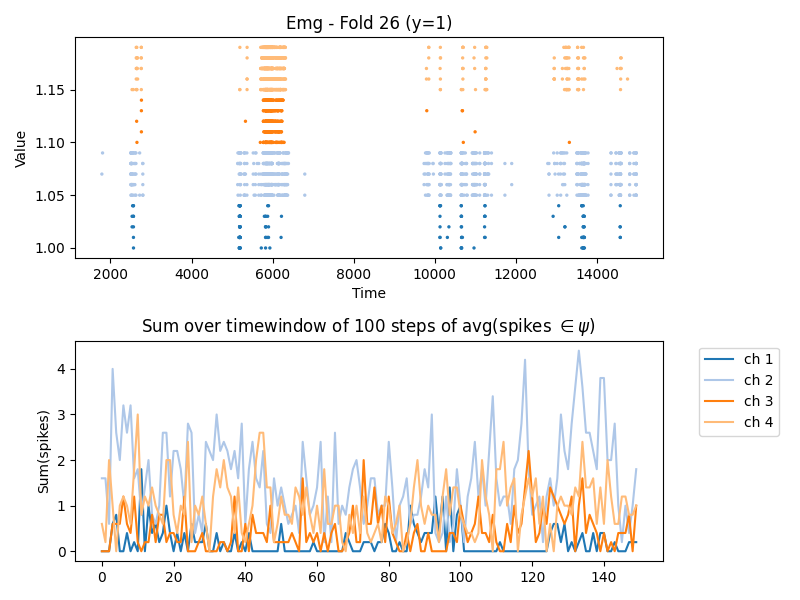 Emg - Fold 26 (y=1)
Value
1.15
1.10
1.05
1.00
2000 4000 6000 8000 10000 12000 14000
Time
Sum over timewindow of 100 steps of avg(spikes ∈ψ)
Sum(spikes)
4
3
2
1
0
0 20 40 60 80 100 120 140
ch 1
ch 2
ch 3
ch 4